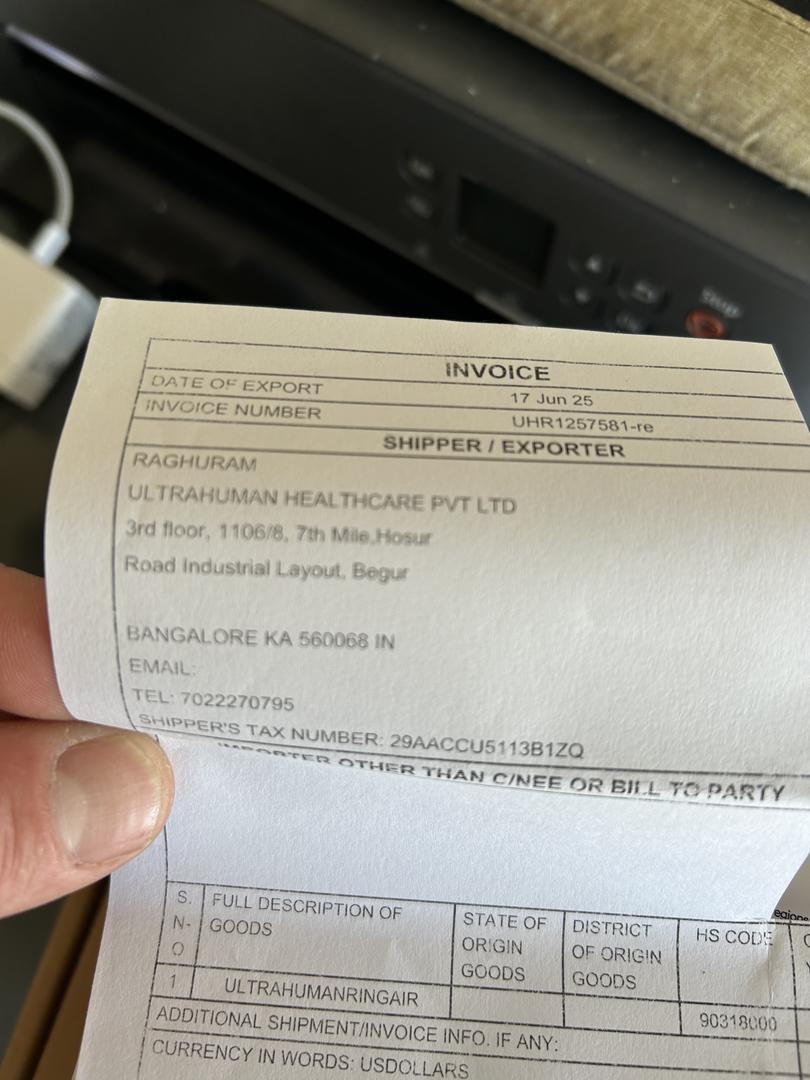 Stop
INVOICE
DATE OF EXPORT 17 Jun 25
INVOICE NUMBER UHR1257581-re
SHIPPER / EXPORTER
RAGHURAM
ULTRAHUMAN HEALTHCARE PVT LTD
3rd floor, 1106/8, 7th Mile,Hosur
Road Industrial Layout, Begur
BANGALORE KA 560068 IN
EMAIL:
TEL: 7022270795
SHIPPER'S TAX NUMBER: 29AACCU5113B1ZQ
IMPORTER OTHER THAN C/NEE OR BILL TO PARTY
S.N-O FULL DESCRIPTION OF GOODS STATE OF ORIGIN GOODS DISTRICT OF ORIGIN GOODS HS CODE
1 ULTRAHUMANRINGAIR 90318000
ADDITIONAL SHIPMENT/INVOICE INFO. IF ANY:
CURRENCY IN WORDS: USDOLLARS